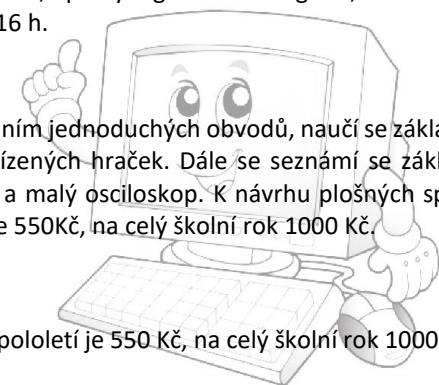 16 h.
ním jednoduchých obvodů, naučí se zákla
ízených hraček. Dále se seznámí se zákl
a malý osciloskop. K návrhu plošných sp
e 550Kč, na celý školní rok 1000 Kč.
pololetí je 550 Kč, na celý školní rok 1000